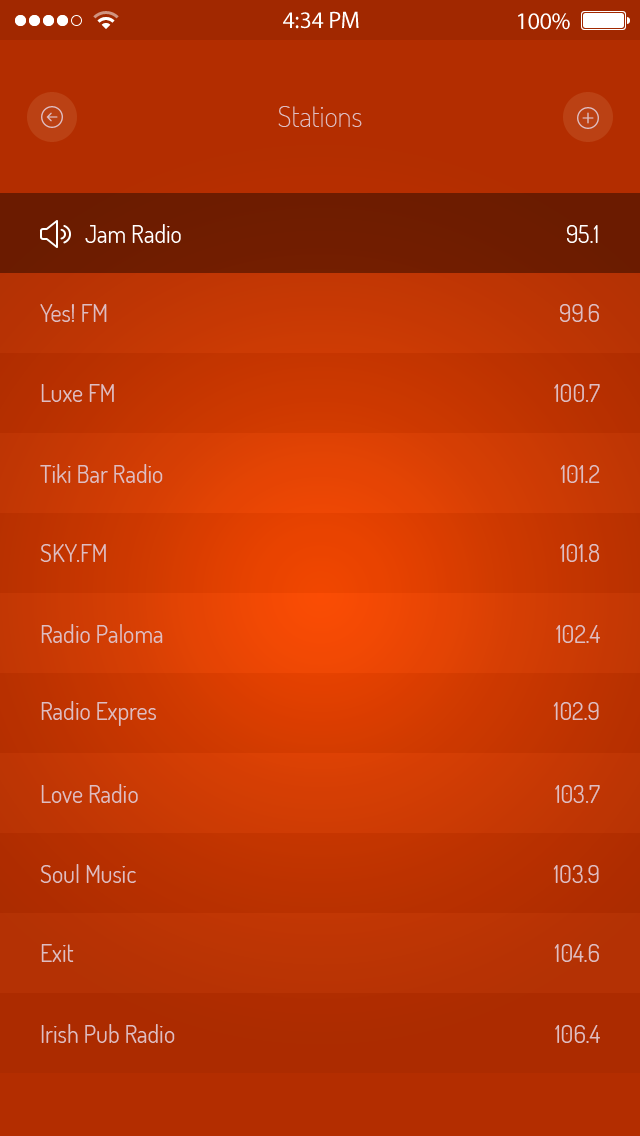 4:34 PM 100%
Stations
Jam Radio 95.1
Yes! FM 99.6
Luxe FM 100.7
Tiki Bar Radio 101.2
SKY.FM 101.8
Radio Paloma 102.4
Radio Expres 102.9
Love Radio 103.7
Soul Music 103.9
Exit 104.6
Irish Pub Radio 106.4